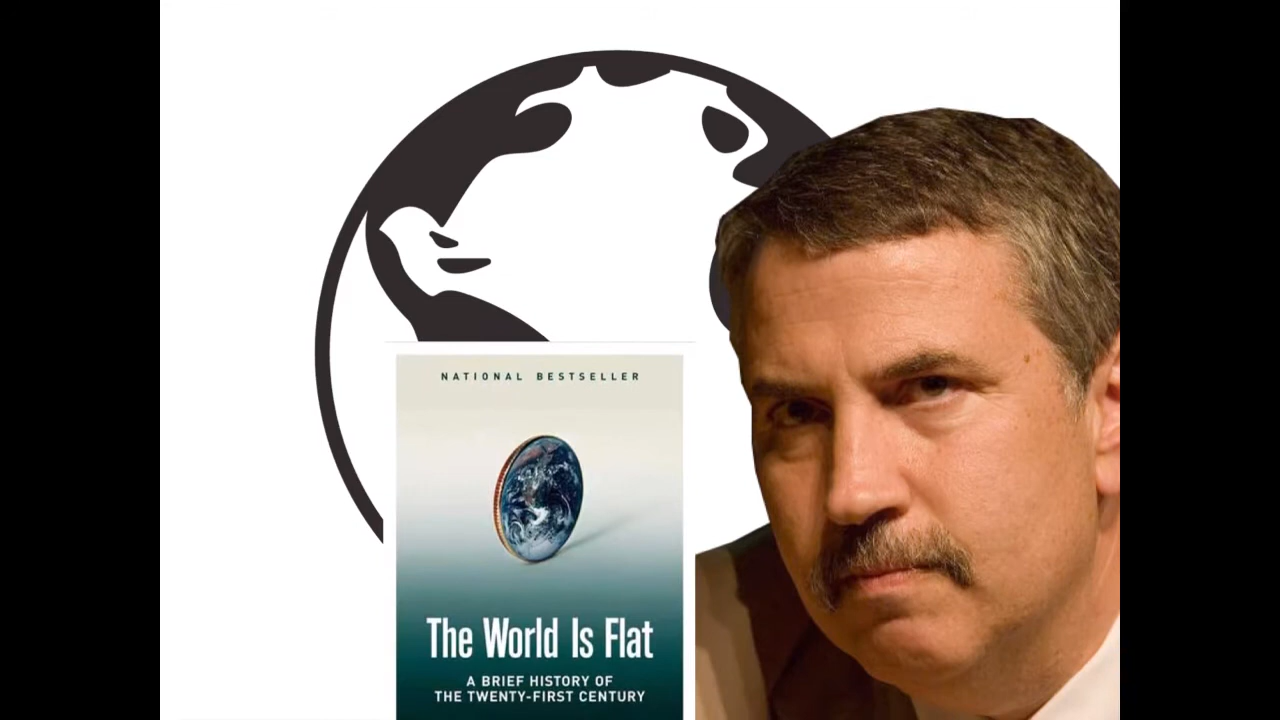 NATIONAL BESTSELLER
The World Is Flat
A BRIEF HISTORY OF
THE TWENTY-FIRST CENTURY